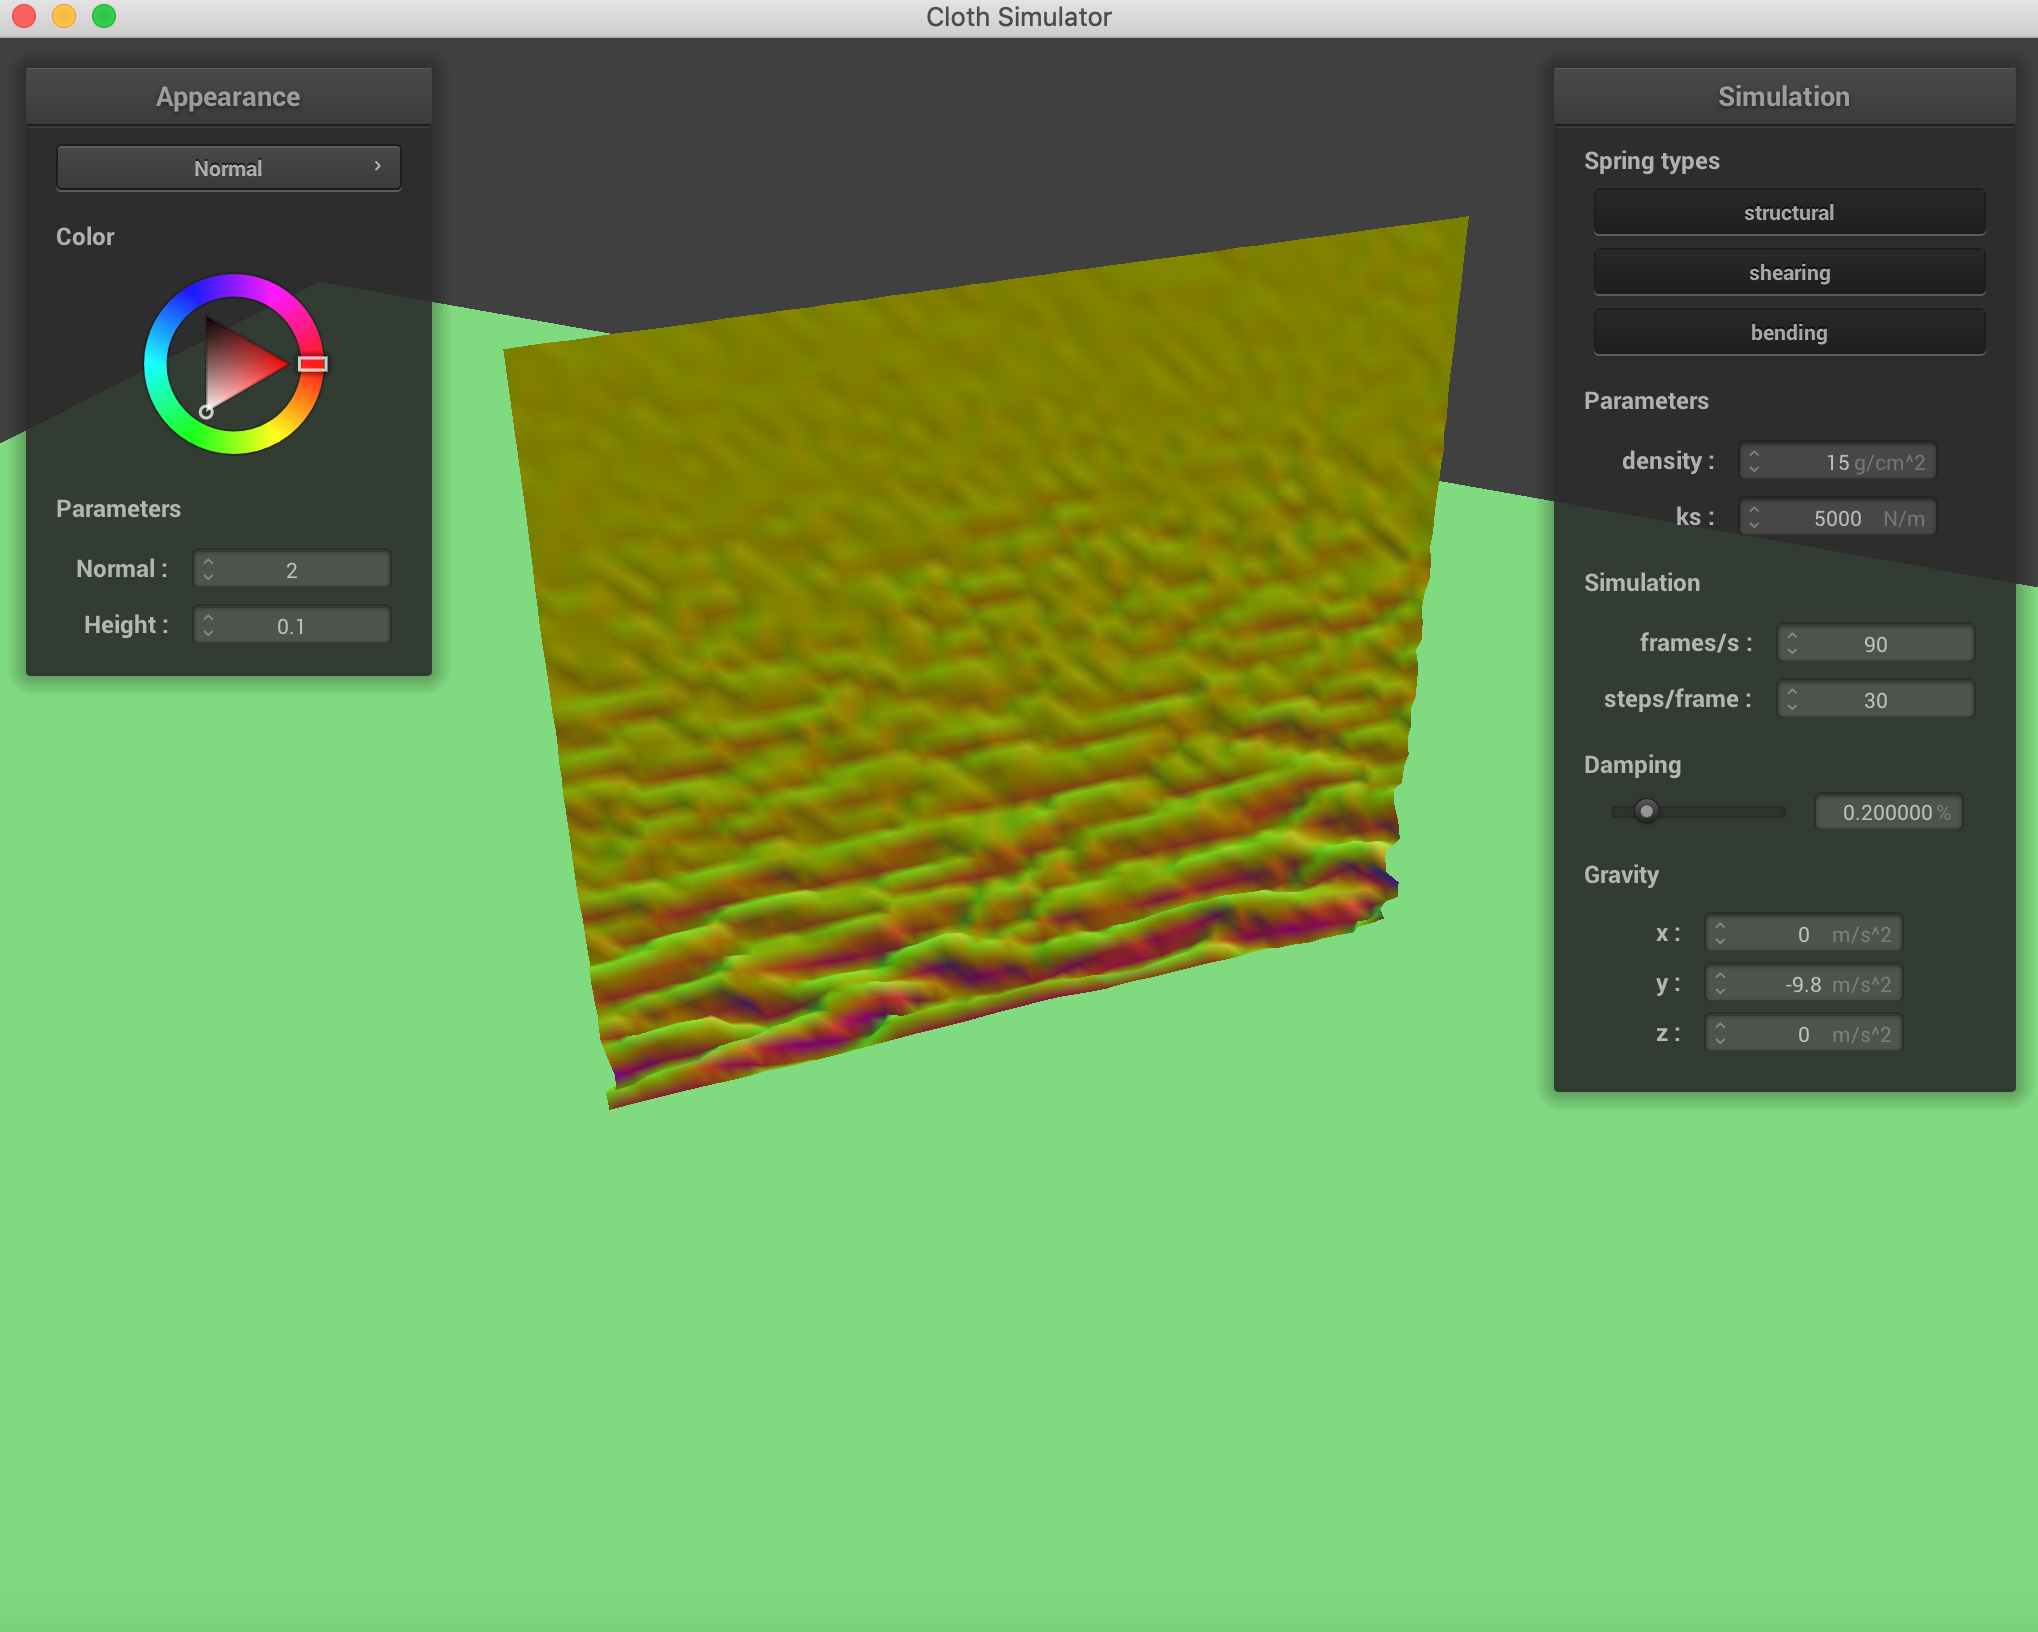 Cloth Simulator
Appearance
Normal
Color
Parameters
Normal : 2
Height : 0.1
Simulation
Spring types
structural
shearing
bending
Parameters
density : 15 g/cm^2
ks : 5000 N/m
Simulation
frames/s : 90
steps/frame : 30
Damping
0.200000 %
Gravity
x : 0 m/s^2
y : -9.8 m/s^2
z : 0 m/s^2